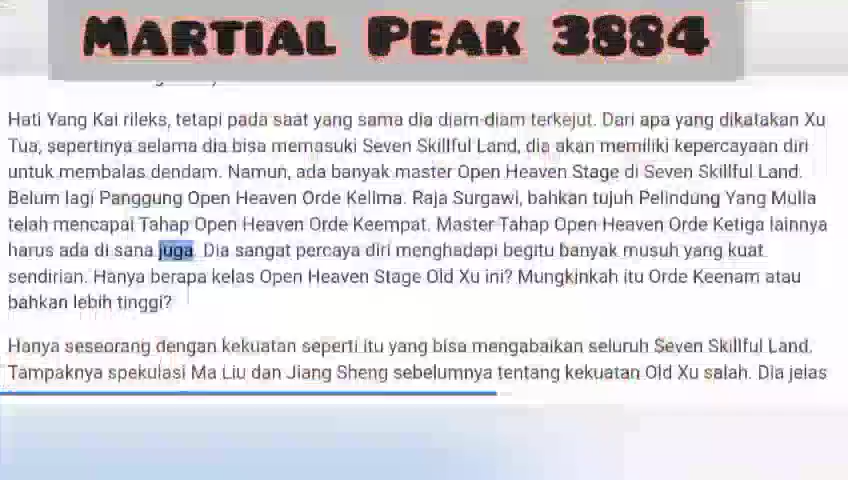 MARTIAL PEAK 3884
Hati Yang Kai rileks, tetapi pada saat yang sama dia diam-diam terkejut. Dari apa yang dikatakan Xu
Tua, sepertinya selama dia bisa memasuki Seven Skillful Land, dia akan memiliki kepercayaan diri
untuk membalas dendam. Namun, ada banyak master Open Heaven Stage di Seven Skillful Land.
Belum lagi Panggung Open Heaven Orde Kelima. Raja Surgawi, bahkan tujuh Pelindung Yang Mulia
telah mencapai Tahap Open Heaven Orde Keempat. Master Tahap Open Heaven Orde Ketiga lainnya
harus ada di sana juga. Dia sangat percaya diri menghadapi begitu banyak musuh yang kuat
sendirian. Hanya berapa kelas Open Heaven Stage Old Xu ini? Mungkinkah itu Orde Keenam atau
bahkan lebih tinggi?
Hanya seseorang dengan kekuatan seperti itu yang bisa mengabaikan seluruh Seven Skillful Land.
Tampaknya spekulasi Ma Liu dan Jiang Sheng sebelumnya tentang kekuatan Old Xu salah. Dia jelas